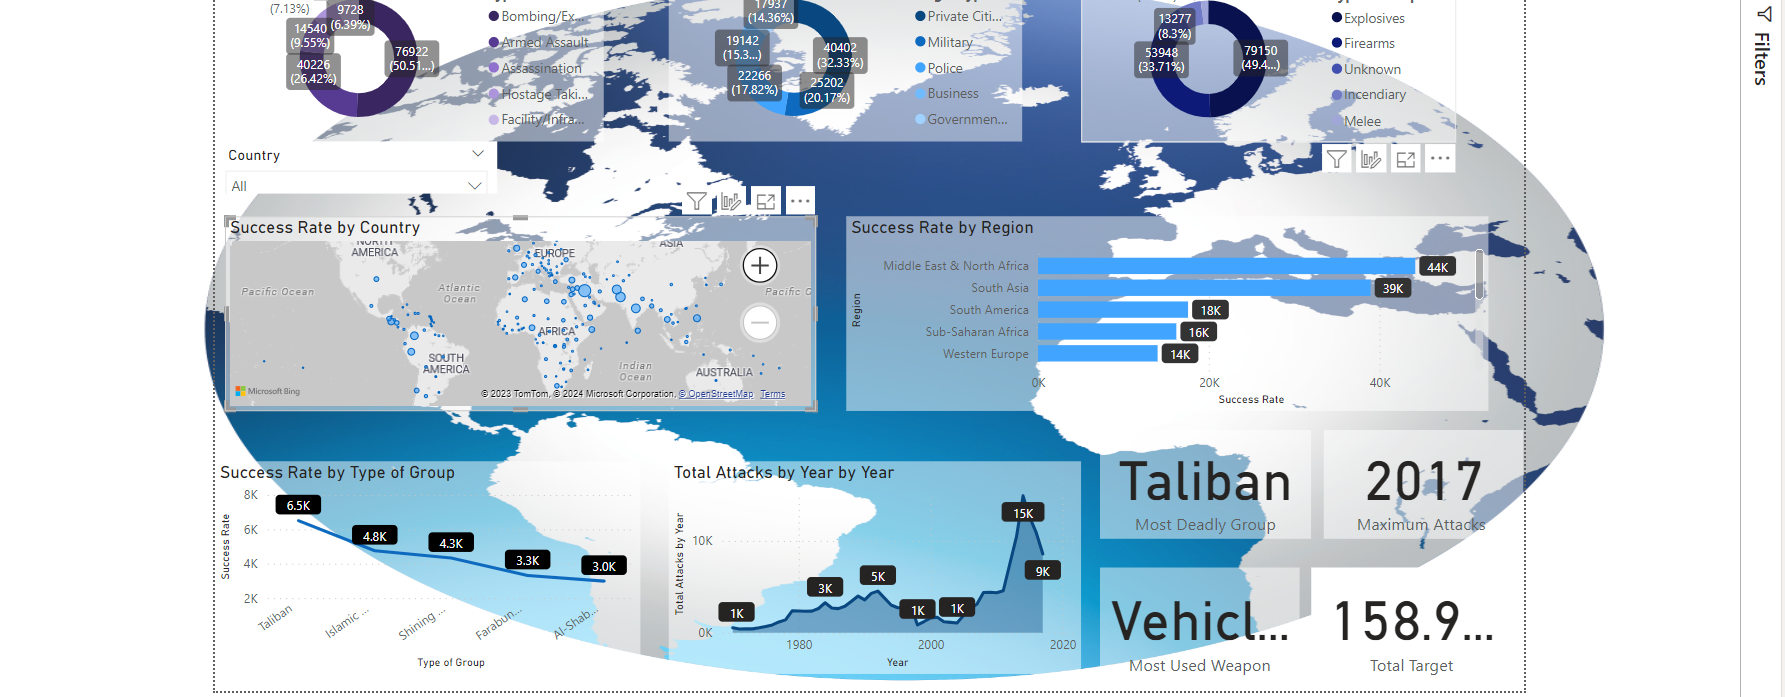 (7.13%)
9728
(6.39%)
14540
(9.55%)
40226
(26.42%)
76922
(50.51...)
Bombing/Ex...
Armed Assault
Assassination
Hostage Taki...
Facility/Infra...
17937
(14.36%)
19142
(15.3...)
22266
(17.82%)
40402
(32.33%)
25202
(20.17%)
Private Citi...
Military
Police
Business
Governmen...
13277
(8.3%)
53948
(33.71%)
79150
(49.4...)
Explosives
Firearms
Unknown
Incendiary
Melee
Filters
Country
All
Success Rate by Country
NORTH
AMERICA
EUROPE
ASIA
Pacific Ocean
Atlantic
Ocean
Pacific O
AFRICA
SOUTH
AMERICA
Indian
Ocean
AUSTRALIA
Microsoft Bing
© 2023 TomTom, © 2024 Microsoft Corporation, © OpenStreetMap Terms
Success Rate by Region
Region
Middle East & North Africa
44K
South Asia
39K
South America
18K
Sub-Saharan Africa
16K
Western Europe
14K
0K
20K
40K
Success Rate
Success Rate by Type of Group
Success Rate
8K
6K
4K
2K
6.5K
4.8K
4.3K
3.3K
3.0K
Taliban
Islamic ...
Shining ...
Farabun...
Al-Shab...
Type of Group
Total Attacks by Year by Year
Total Attacks by Year
10K
0K
1K
3K
5K
1K
1K
15K
9K
1980
2000
2020
Year
Taliban
Most Deadly Group
2017
Maximum Attacks
Vehicl...
Most Used Weapon
158.9...
Total Target